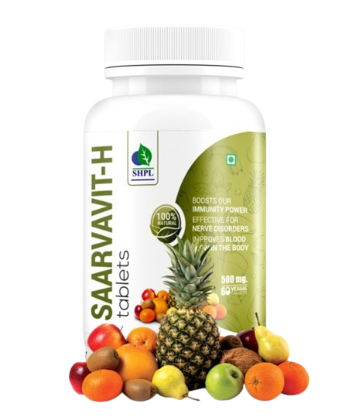 SHPL
SAARVAVIT-H
tablets
100%
NATURAL
BOOSTS OUR
IMMUNITY POWER
EFFECTIVE FOR
NERVE DISORDERS
IMPROVES BLOOD
IN THE BODY
500 mg.
60 VEGGIE